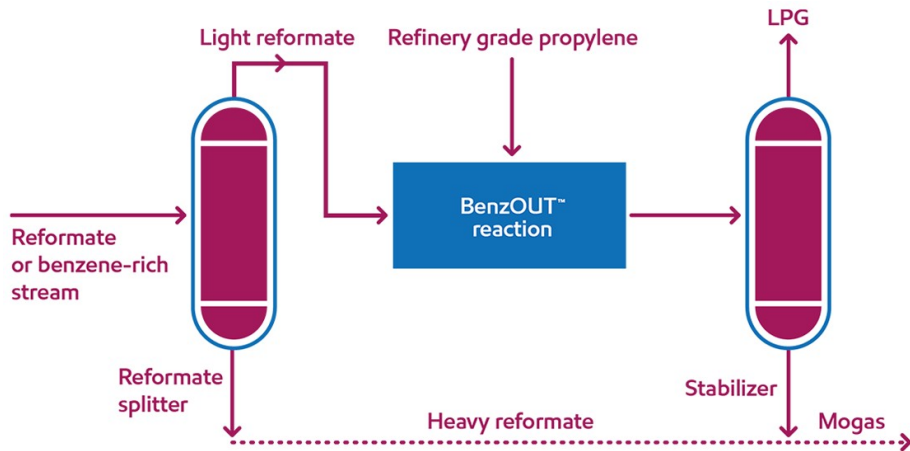 LPG
Light reformate
Refinery grade propylene
BenzOUT™
reaction
Reformate
or benzene-rich
stream
Reformate
splitter
Stabilizer
Heavy reformate
Mogas